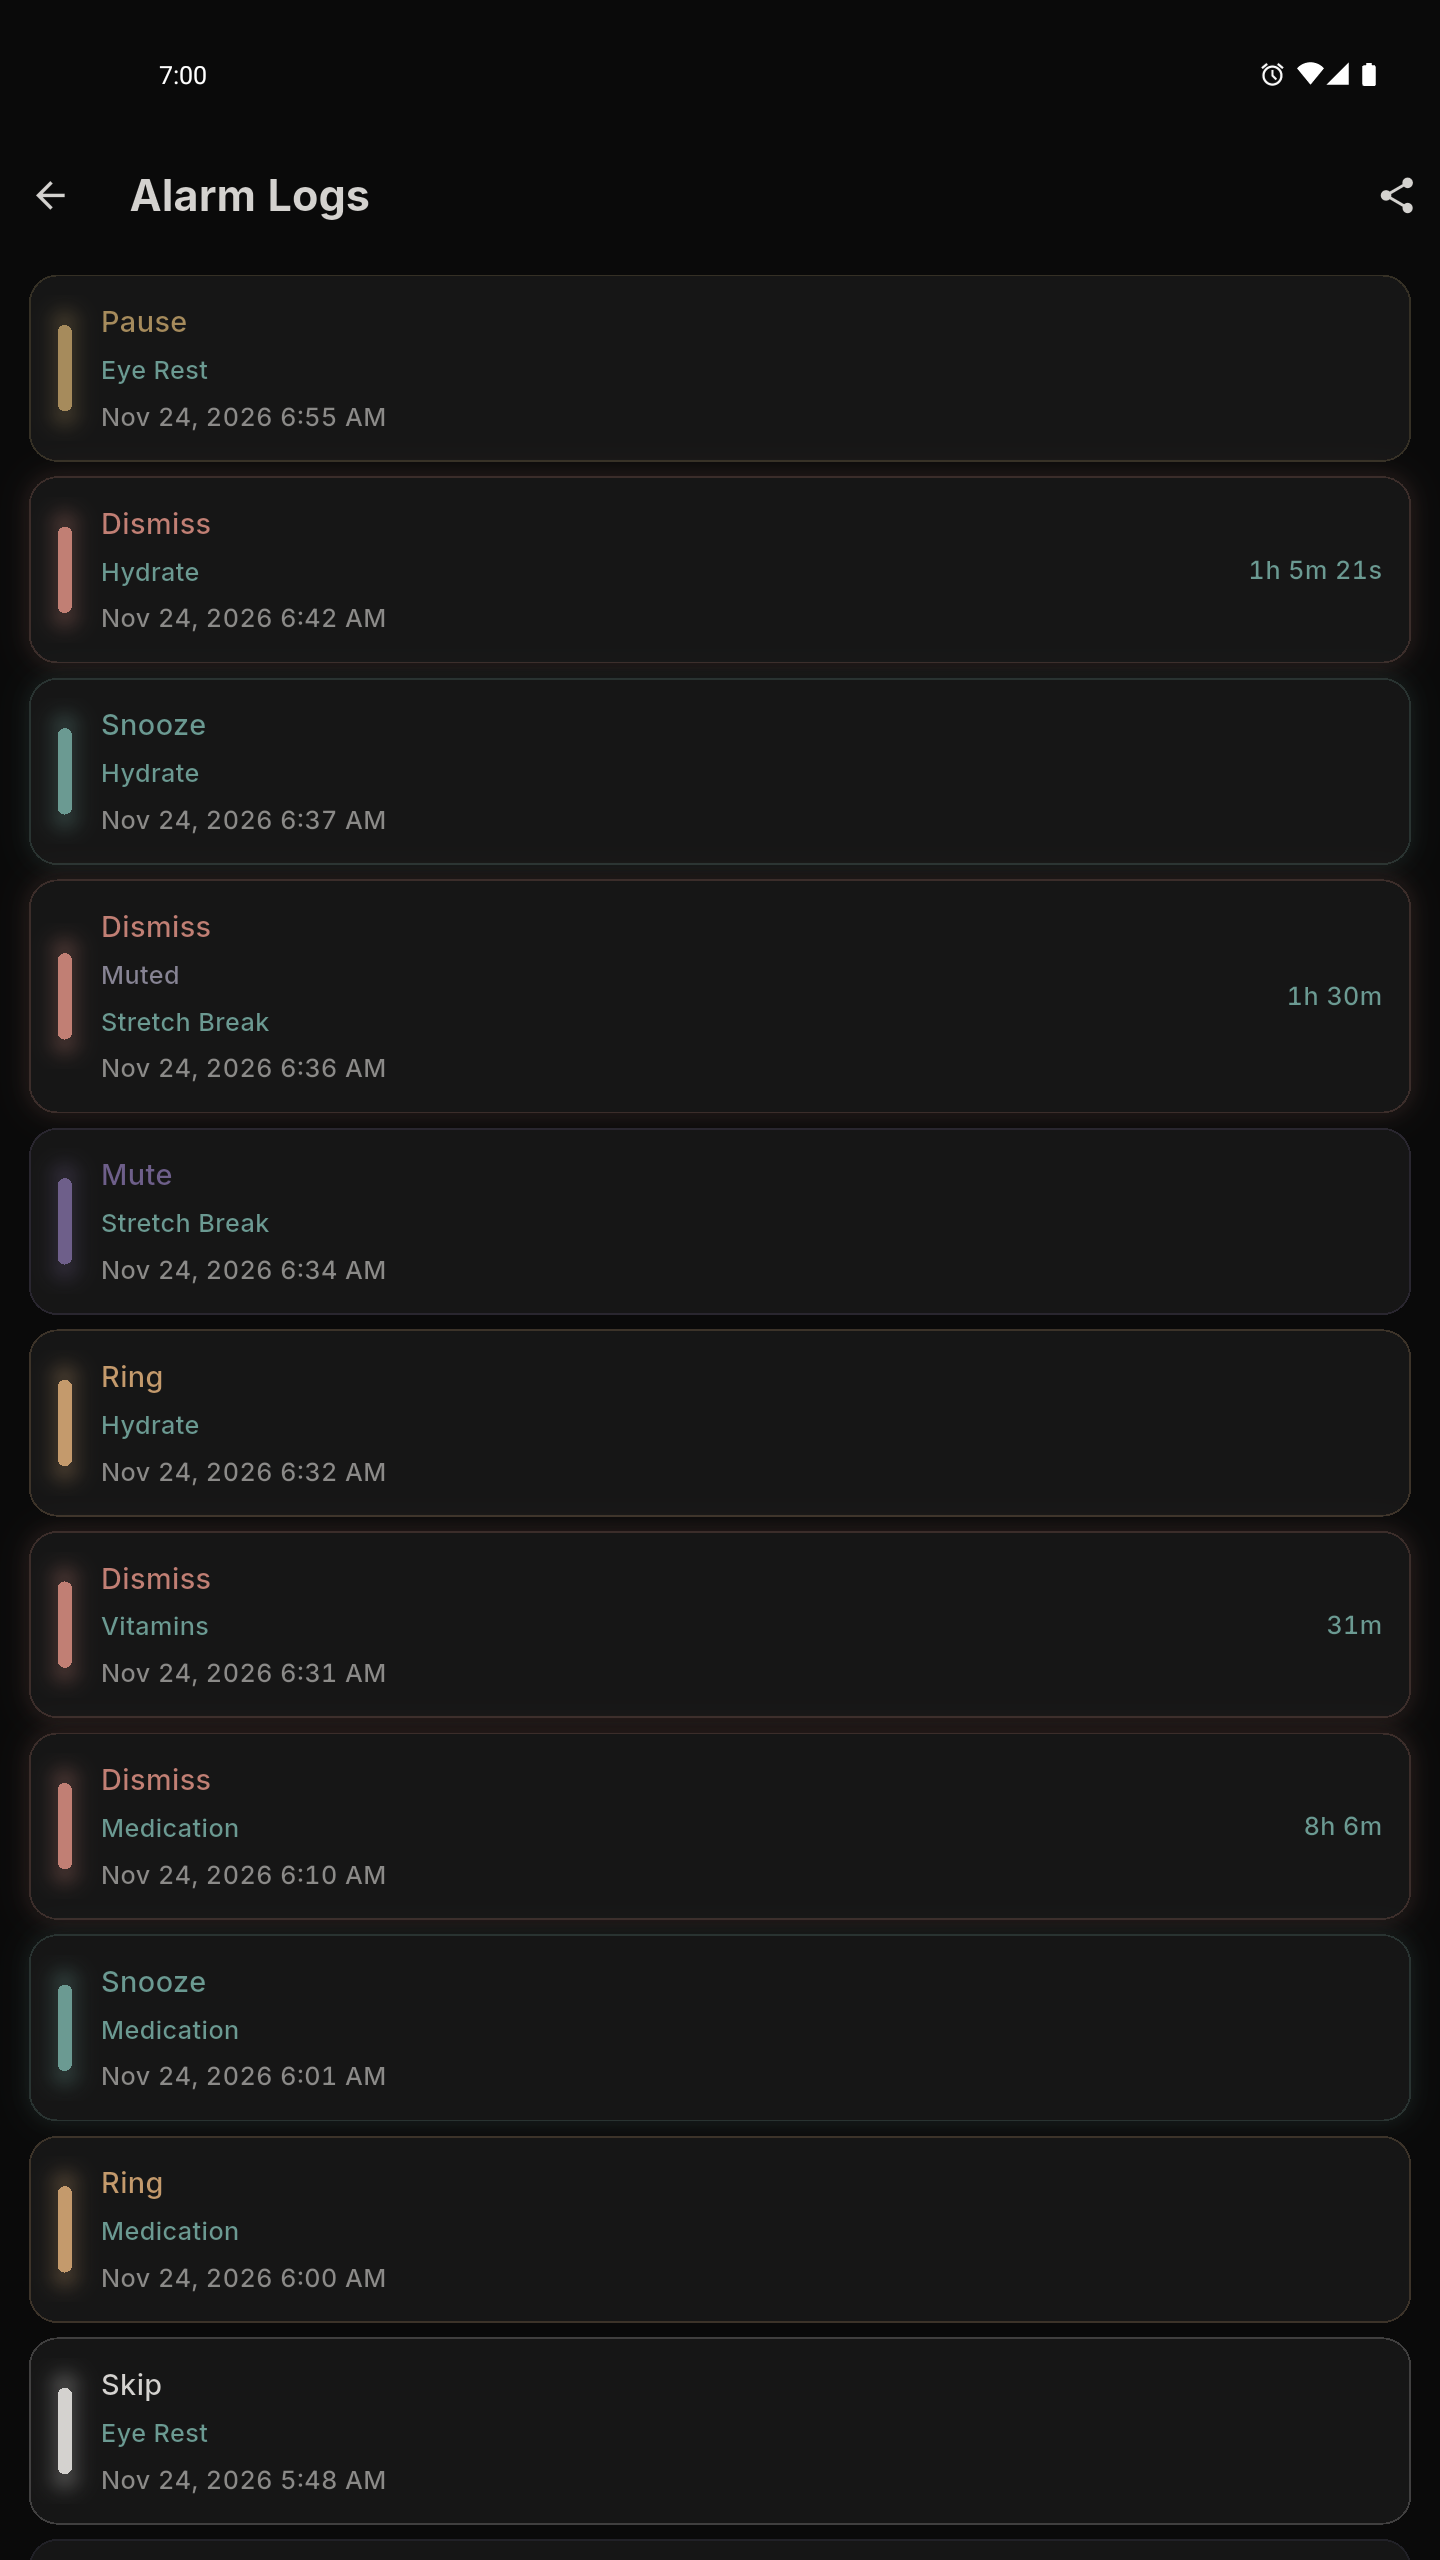 7:00
Alarm Logs
Pause
Eye Rest
Nov 24, 2026 6:55 AM
Dismiss
Hydrate
Nov 24, 2026 6:42 AM
1h 5m 21s
Snooze
Hydrate
Nov 24, 2026 6:37 AM
Dismiss
Muted
Stretch Break
Nov 24, 2026 6:36 AM
1h 30m
Mute
Stretch Break
Nov 24, 2026 6:34 AM
Ring
Hydrate
Nov 24, 2026 6:32 AM
Dismiss
Vitamins
Nov 24, 2026 6:31 AM
31m
Dismiss
Medication
Nov 24, 2026 6:10 AM
8h 6m
Snooze
Medication
Nov 24, 2026 6:01 AM
Ring
Medication
Nov 24, 2026 6:00 AM
Skip
Eye Rest
Nov 24, 2026 5:48 AM